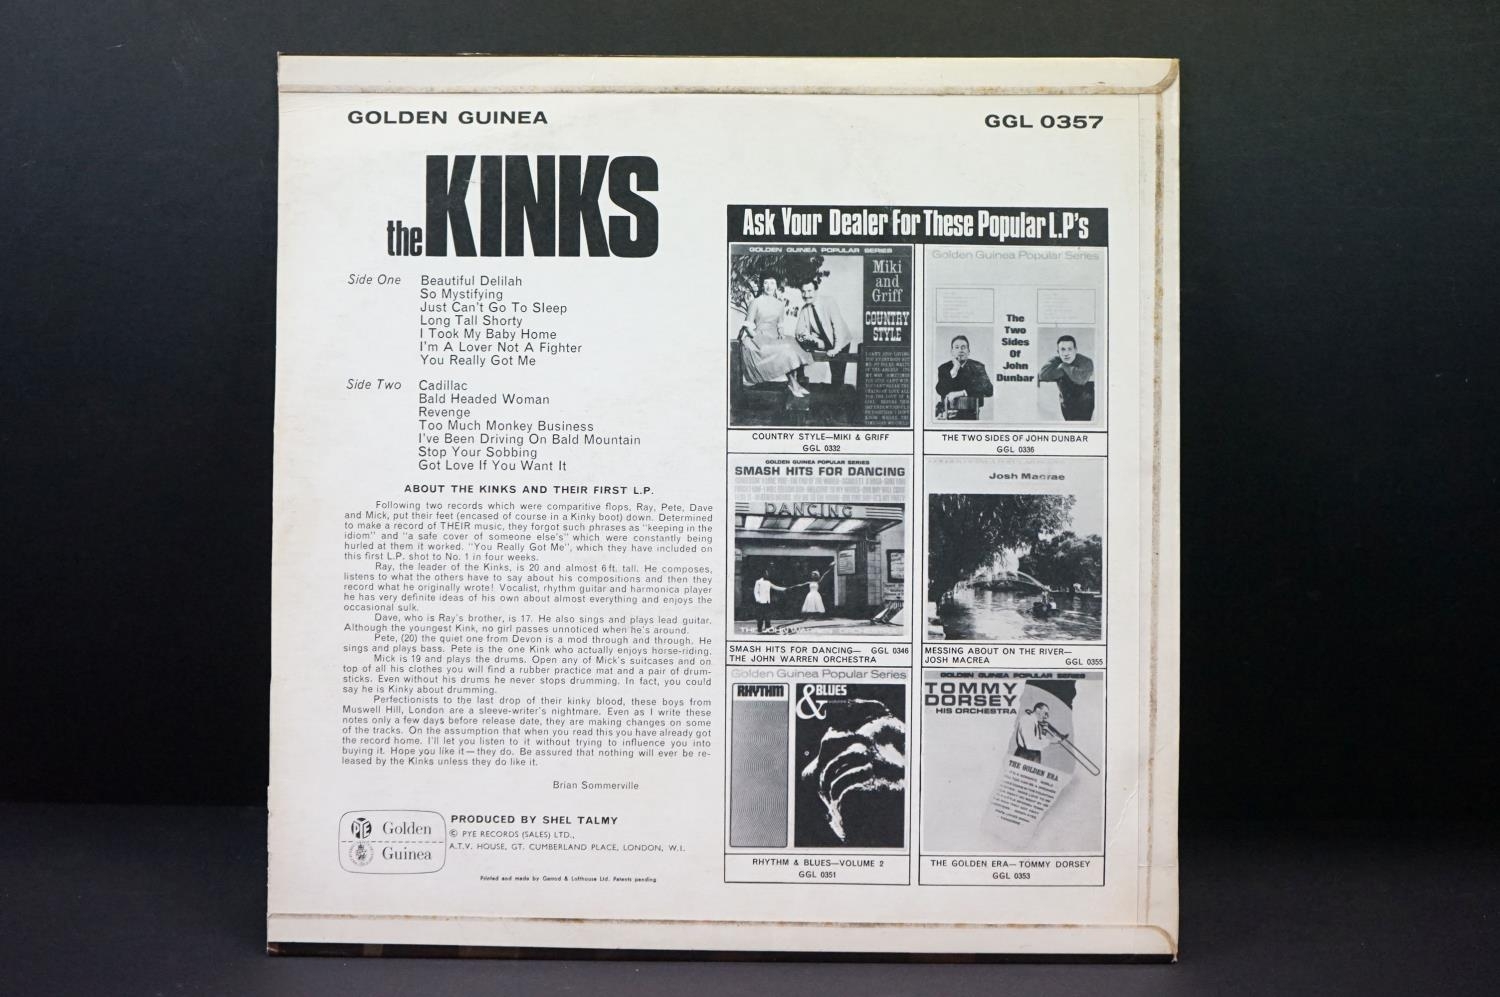 GOLDEN GUINEA
GGL 0357
the KINKS
Side One
Beautiful Delilah
So Mystifying
Just Can't Go To Sleep
Long Tall Shorty
I Took My Baby Home
I'm A Lover Not A Fighter
You Really Got Me
Side Two
Cadillac
Bald Headed Woman
Revenge
Too Much Monkey Business
I've Been Driving On Bald Mountain
Stop Your Sobbing
Got Love If You Want It
ABOUT THE KINKS AND THEIR FIRST L.P.
Following two records which were comparitive flops, Ray, Pete, Dave
and Mick, put their feet (encased of course in a Kinky boot) down. Determined
to make a record of THEIR music, they forgot such phrases as "keeping in the
idiom" and "a safe cover of someone else's" which were constantly being
hurled at them it worked. "You Really Got Me", which they have included on
this first L.P. shot to No. 1 in four weeks.
Ray, the leader of the Kinks, is 20 and almost 6ft. tall. He composes,
listens to what the others have to say about his compositions and then they
record what he originally wrote! Vocalist, rhythm guitar and harmonica player
he has very definite ideas of his own about almost everything and enjoys the
occasional sulk.
Dave, who is Ray's brother, is 17. He also sings and plays lead guitar.
Although the youngest Kink, no girl passes unnoticed when he's around.
Pete, (20) the quiet one from Devon is a mod through and through. He
sings and plays bass. Pete is the one Kink who actually enjoys horse-riding.
Mick is 19 and plays the drums. Open any of Mick's suitcases and on
top of all his clothes you will find a rubber practice mat and a pair of drum-
sticks. Even without his drums he never stops drumming. In fact, you could
say he is Kinky about drumming.
Perfectionists to the last drop of their kinky blood, these boys from
Muswell Hill, London are a sleeve-writer's nightmare. Even as I write these
notes only a few days before release date, they are making changes on some
of the tracks. On the assumption that when you read this you have already got
the record home. I'll let you listen to it without trying to influence you into
buying it. Hope you like it—they do. Be assured that nothing will ever be re-
leased by the Kinks unless they do like it.
Brian Sommerville
PYE
Golden
Guinea
PRODUCED BY SHEL TALMY
© PYE RECORDS (SALES) LTD.,
A.T.V. HOUSE, GT. CUMBERLAND PLACE, LONDON, W.I.
Printed and made by Garrod & Lofthouse Ltd. Patents pending
Ask Your Dealer For These Popular L.P's
GOLDEN GUINEA POPULAR SERIES
Miki
and
Griff
COUNTRY
STYLE
COUNTRY STYLE—MIKI & GRIFF
GGL 0332
Golden Guinea Popular Series
The
Two
Sides
Of
John
Dunbar
THE TWO SIDES OF JOHN DUNBAR
GGL 0336
GOLDEN GUINEA POPULAR SERIES
SMASH HITS FOR DANCING
DANCING
SMASH HITS FOR DANCING— GGL 0346
THE JOHN WARREN ORCHESTRA
Josh Macrae
MESSING ABOUT ON THE RIVER—
JOSH MACREA GGL 0355
Golden Guinea Popular Series
RHYTHM & BLUES
RHYTHM & BLUES—VOLUME 2
GGL 0351
GOLDEN GUINEA POPULAR SERIES
TOMMY
DORSEY
HIS ORCHESTRA
THE GOLDEN ERA
THE GOLDEN ERA—TOMMY DORSEY
GGL 0353